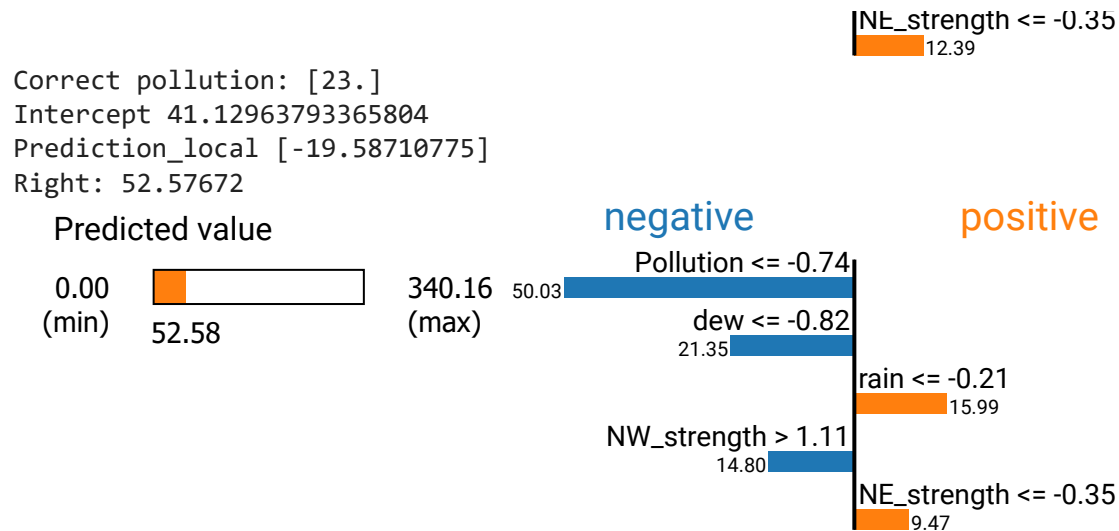 NE_strength <= -0.35
12.39
Correct pollution: [23.]
Intercept 41.12963793365804
Prediction_local [-19.58710775]
Right: 52.57672
Predicted value
0.00
(min)
52.58
340.16
(max)
negative
positive
Pollution <= -0.74
50.03
dew <= -0.82
21.35
rain <= -0.21
15.99
NW_strength > 1.11
14.80
NE_strength <= -0.35
9.47